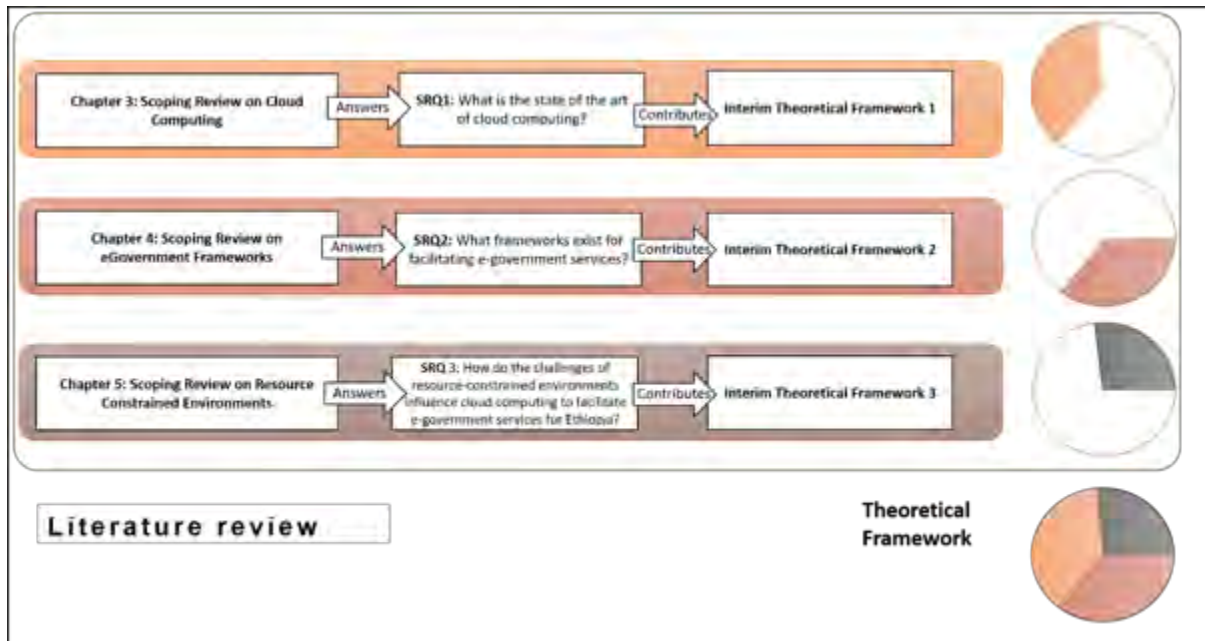 Chapter 3: Scoping Review on Cloud
Computing
Answers
SRQ1: What is the state of the art
of cloud computing?
Contributes
Interim Theoretical Framework 1
Chapter 4: Scoping Review on
eGovernment Frameworks
Answers
SRQ2: What frameworks exist for
facilitating e-government services?
Contributes
Interim Theoretical Framework 2
Chapter 5: Scoping Review on Resource
Constrained Environments
Answers
SRQ 3: How do the challenges of
resource-constrained environments
influence cloud computing to facilitate
e-government services for Ethiopia?
Contributes
Interim Theoretical Framework 3
Literature review
Theoretical
Framework